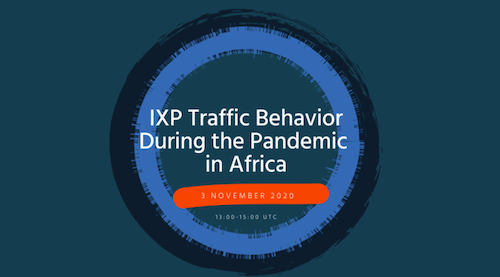 IXP Traffic Behavior
During the Pandemic
in Africa
3 NOVEMBER 2020
13:00-15:00 UTC